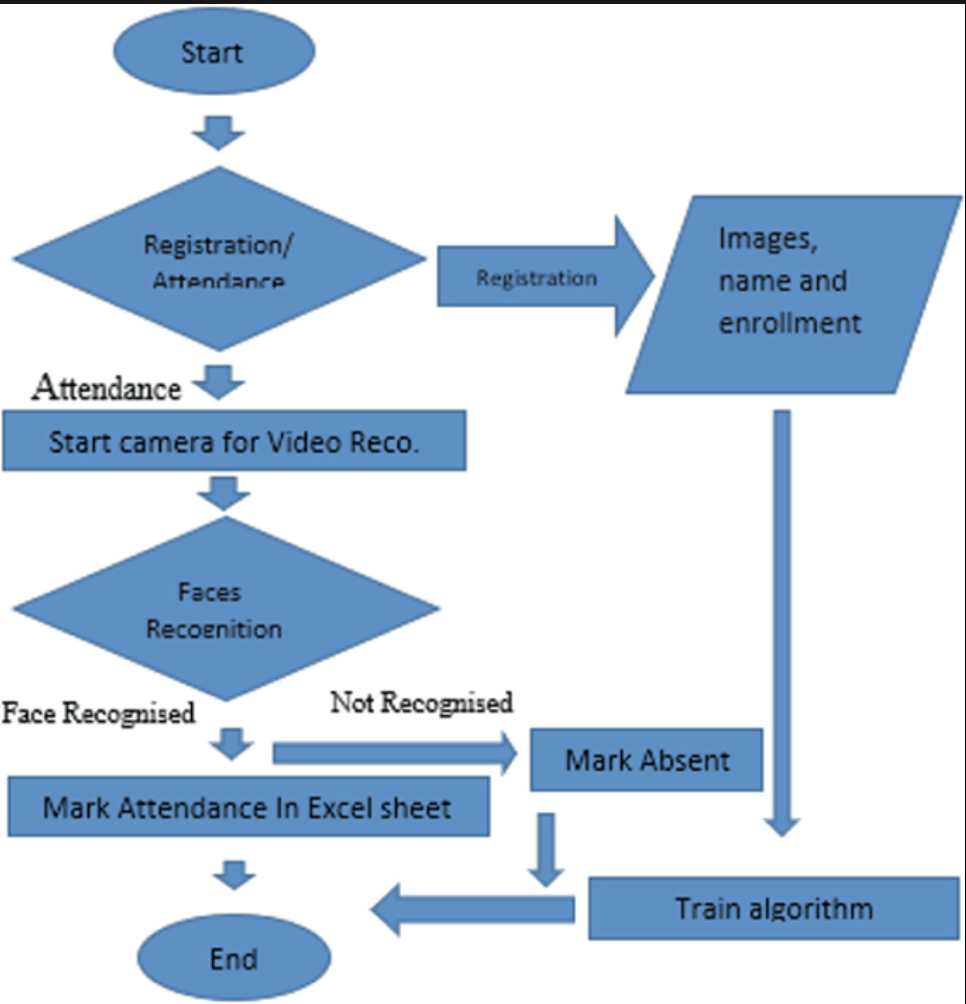 Start
Registration/
Attendance
Registration
Images,
name and
enrollment
Attendance
Start camera for Video Reco.
Faces
Recognition
Face Recognised
Not Recognised
Mark Absent
Mark Attendance In Excel sheet
Train algorithm
End